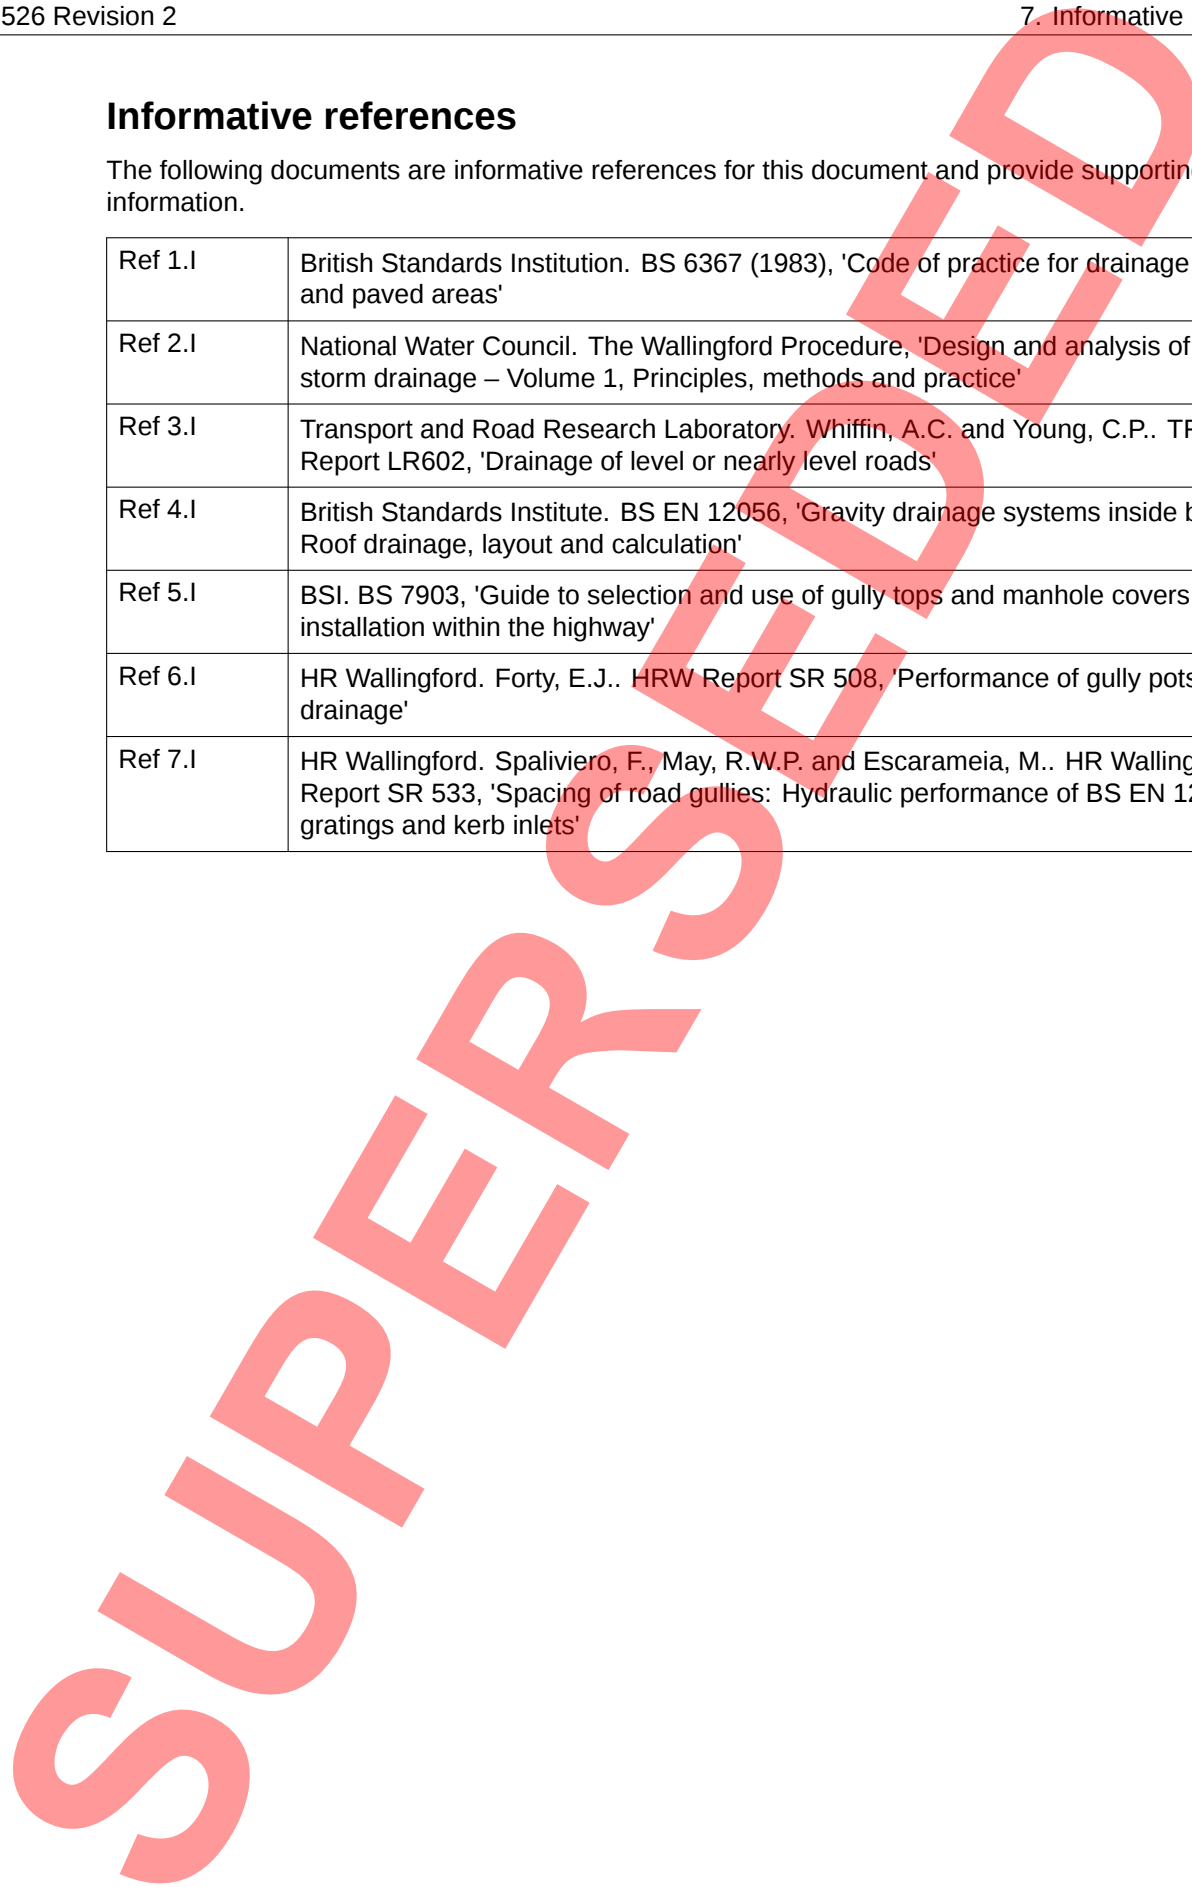 526 Revision 2
7. Informative
Informative references
The following documents are informative references for this document and provide supporting
information.
Ref 1.I
British Standards Institution. BS 6367 (1983), 'Code of practice for drainage
and paved areas'
Ref 2.I
National Water Council. The Wallingford Procedure, 'Design and analysis of
storm drainage – Volume 1, Principles, methods and practice'
Ref 3.I
Transport and Road Research Laboratory. Whiffin, A.C. and Young, C.P..
Report LR602, 'Drainage of level or nearly level roads'
Ref 4.I
British Standards Institute. BS EN 12056, 'Gravity drainage systems inside
Roof drainage, layout and calculation'
Ref 5.I
BSI. BS 7903, 'Guide to selection and use of gully tops and manhole covers
installation within the highway'
Ref 6.I
HR Wallingford. Forty, E.J.. HRW Report SR 508, 'Performance of gully pots
drainage'
Ref 7.I
HR Wallingford. Spaliviero, F., May, R.W.P. and Escarameia, M.. HR Walling
Report SR 533, 'Spacing of road gullies: Hydraulic performance of BS EN 12
gratings and kerb inlets'
SUPERSEDED